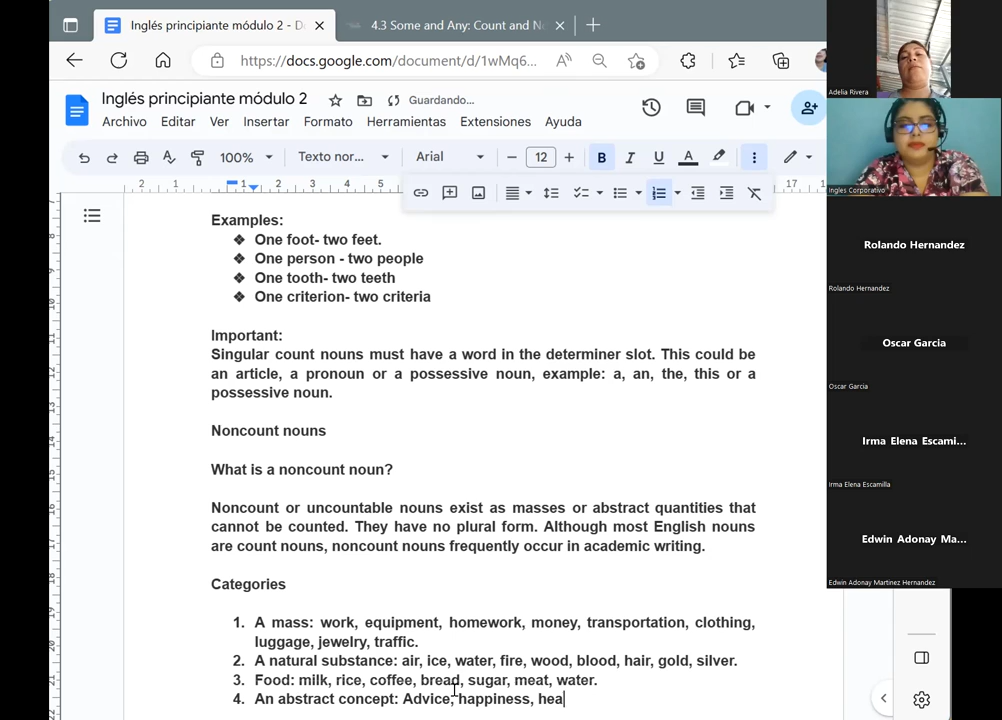 Inglés principiante módulo 2 - D
4.3 Some and Any: Count and N
https://docs.google.com/document/d/1wMq6...
Inglés principiante módulo 2
Guardando...
Archivo Editar Ver Insertar Formato Herramientas Extensiones Ayuda
100% Texto nor... Arial 12 B I U A
2 1 1 2 3 4 5 17
Examples:
❖ One foot- two feet.
❖ One person - two people
❖ One tooth- two teeth
❖ One criterion- two criteria
Important:
Singular count nouns must have a word in the determiner slot. This could be
an article, a pronoun or a possessive noun, example: a, an, the, this or a
possessive noun.
Noncount nouns
What is a noncount noun?
Noncount or uncountable nouns exist as masses or abstract quantities that
cannot be counted. They have no plural form. Although most English nouns
are count nouns, noncount nouns frequently occur in academic writing.
Categories
1. A mass: work, equipment, homework, money, transportation, clothing,
luggage, jewelry, traffic.
2. A natural substance: air, ice, water, fire, wood, blood, hair, gold, silver.
3. Food: milk, rice, coffee, bread, sugar, meat, water.
4. An abstract concept: Advice, happiness, hea
Adelia Rivera
Ingles Corporativo
Rolando Hernandez
Rolando Hernandez
Oscar Garcia
Oscar Garcia
Irma Elena Escami...
Irma Elena Escamilla
Edwin Adonay Ma...
Edwin Adonay Martinez Hernandez